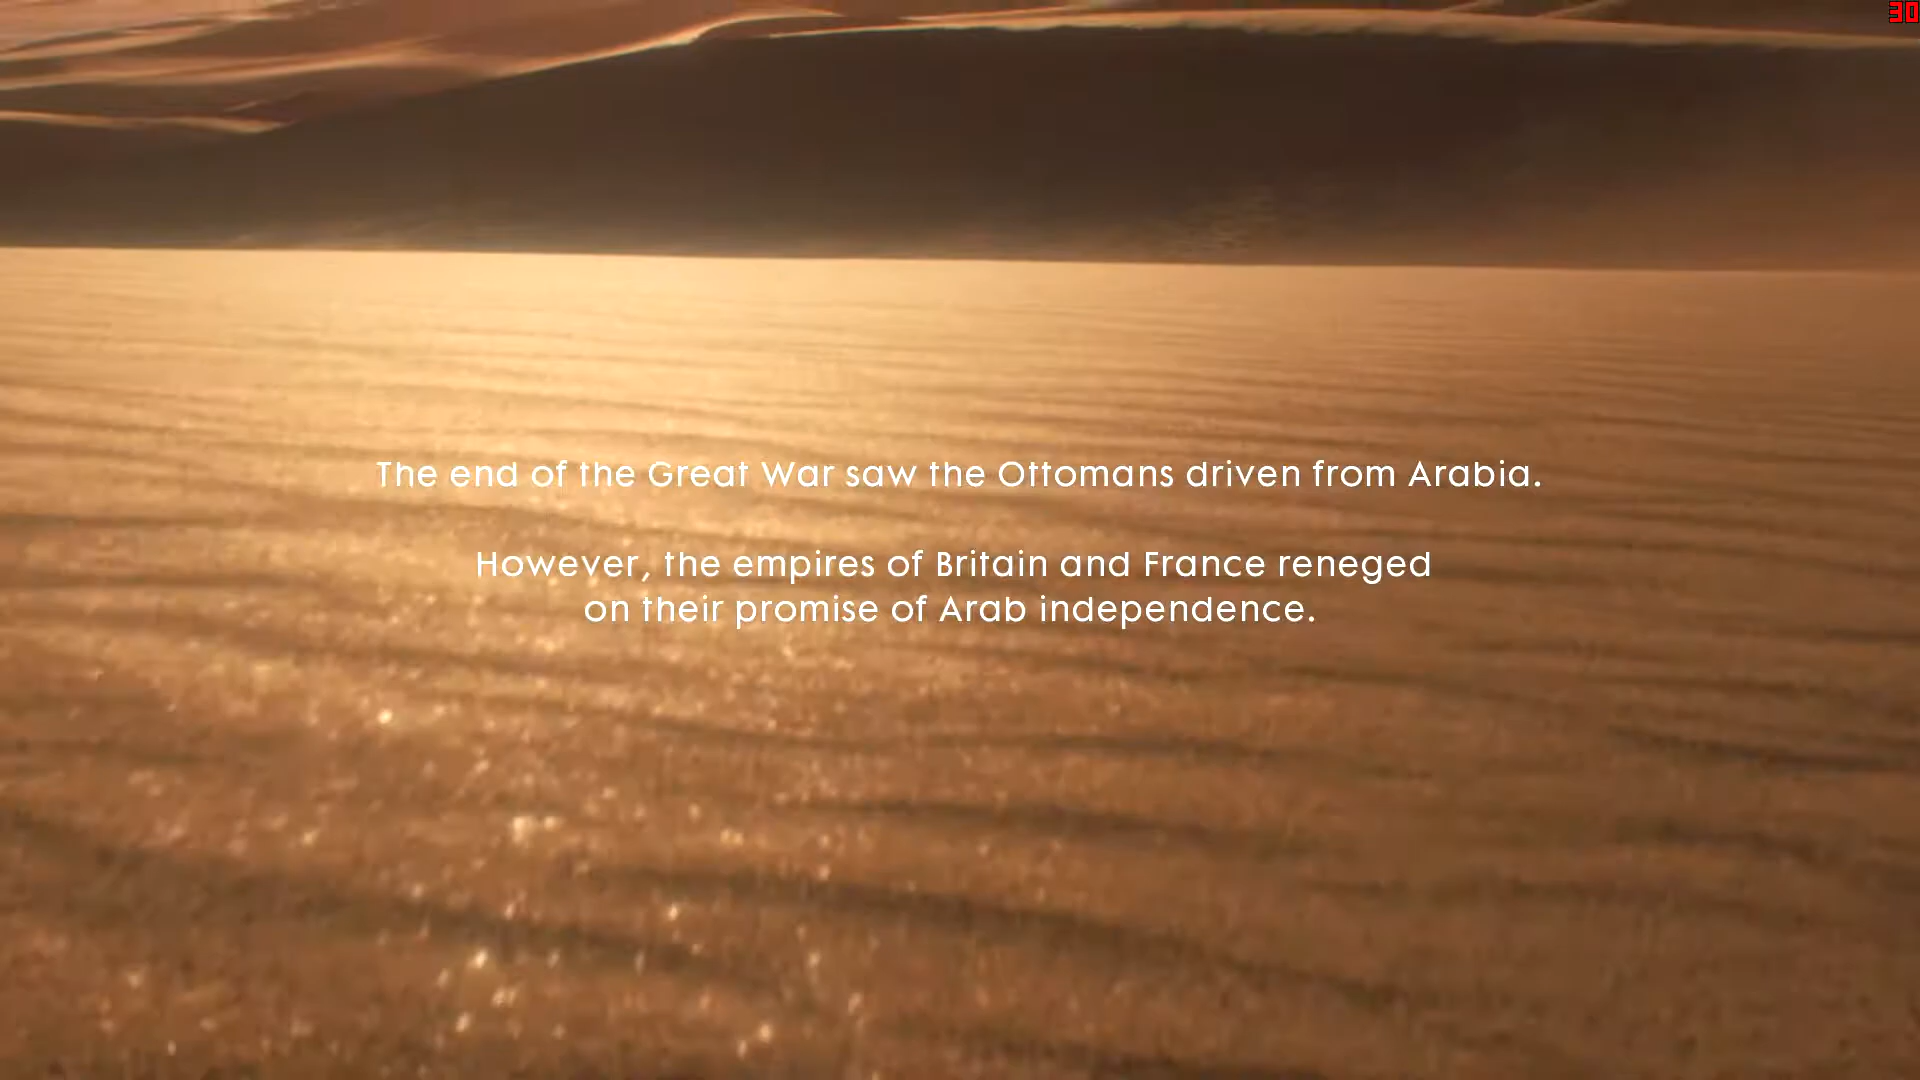 30
The end of the Great War saw the Ottomans driven from Arabia.
However, the empires of Britain and France reneged
on their promise of Arab independence.